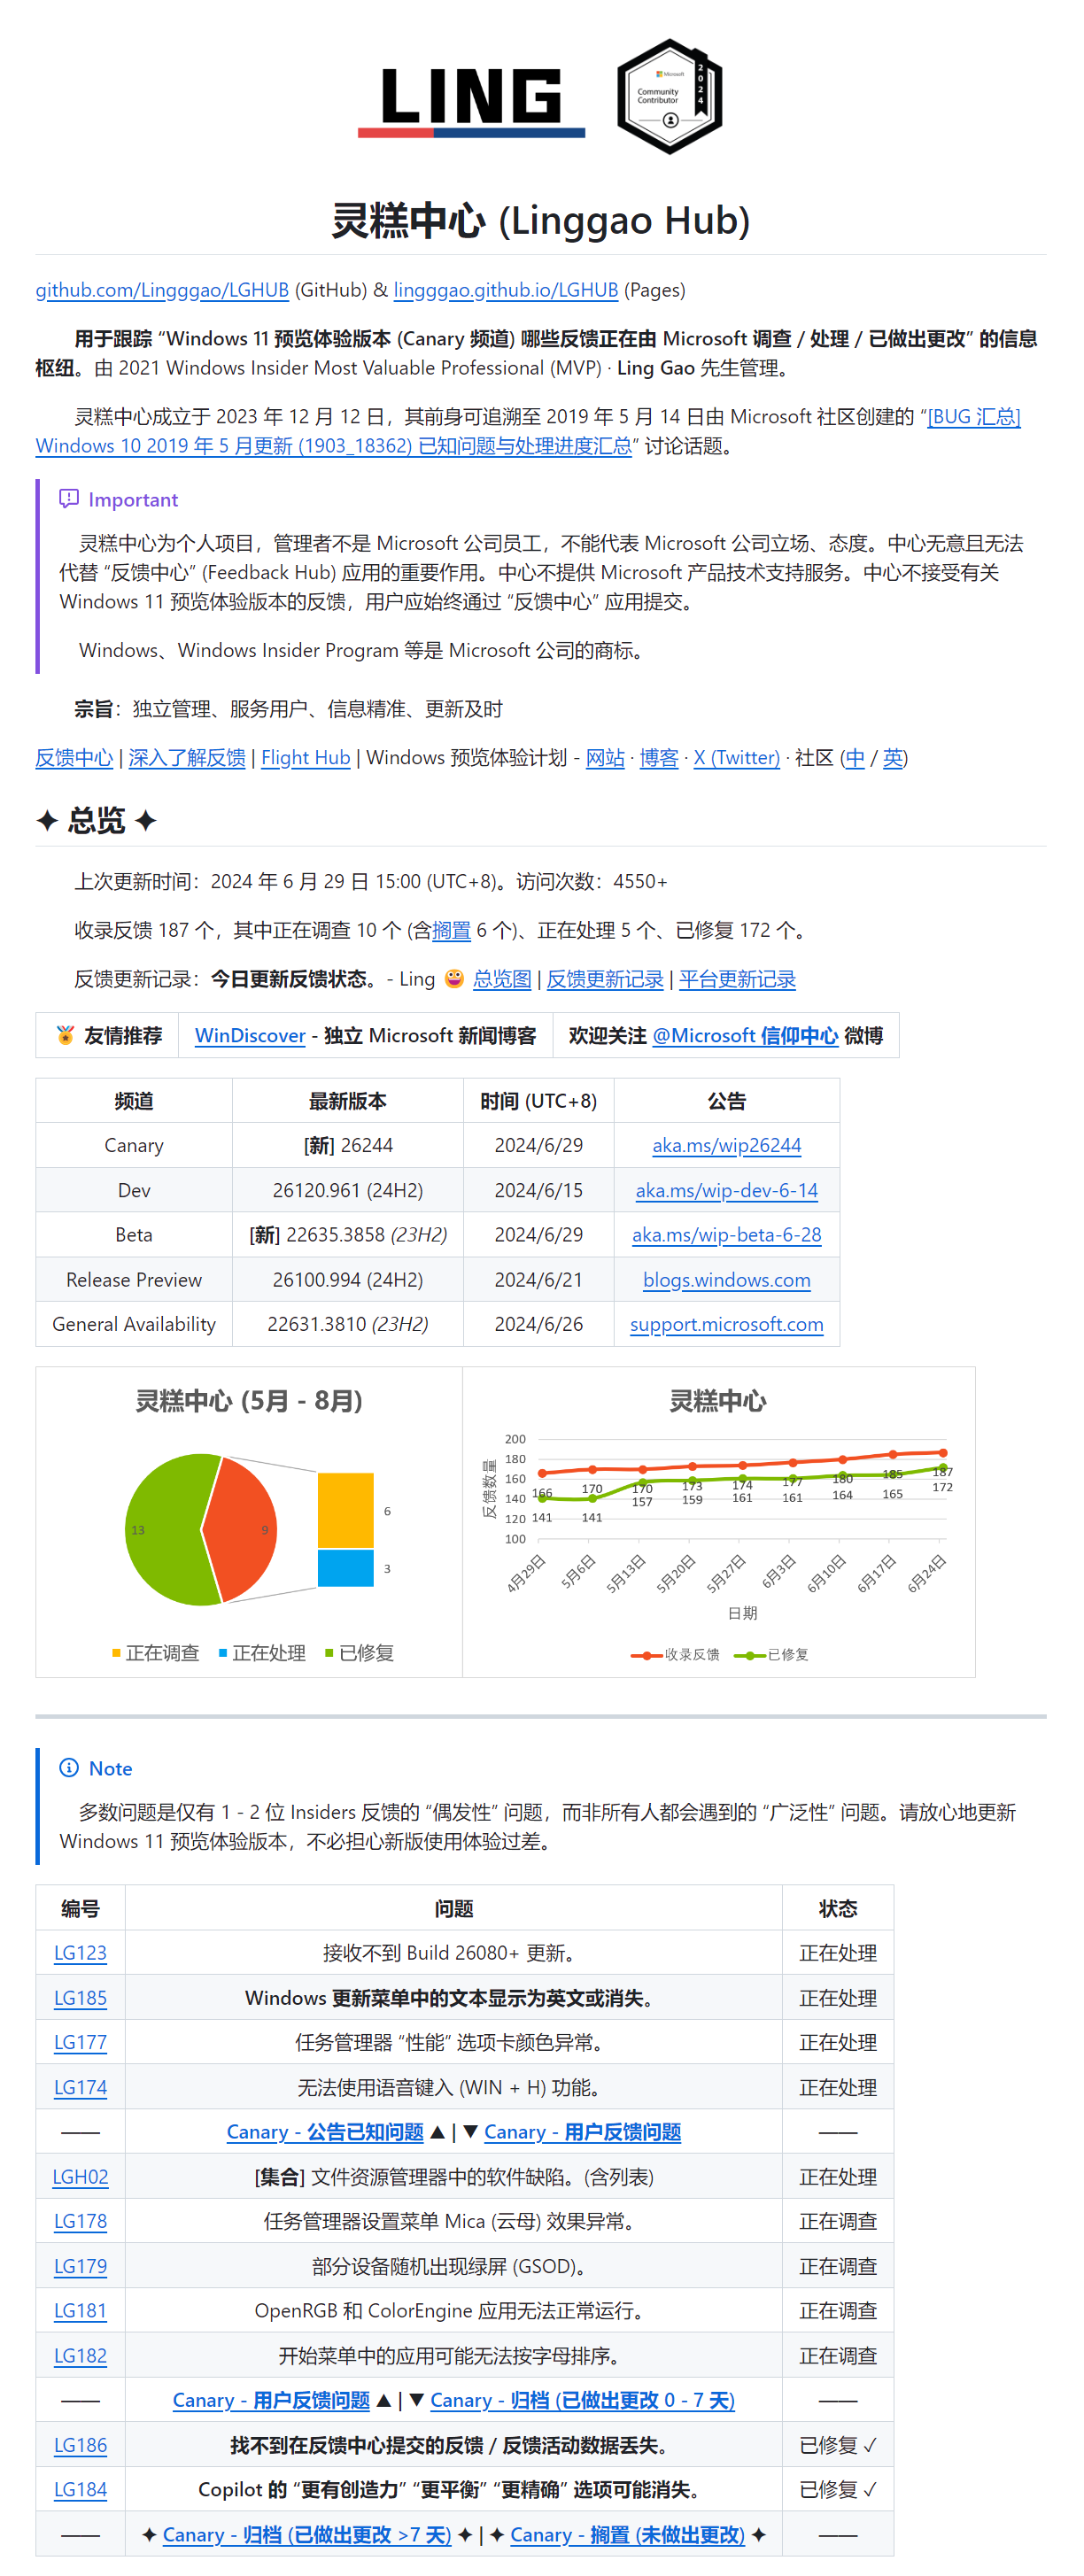 LING
Microsoft
Community
Contributor
2024
灵糕中心 (Linggao Hub)
github.com/Lingggao/LGHUB (GitHub) & lingggao.github.io/LGHUB (Pages)
用于跟踪 “Windows 11 预览体验版本 (Canary 频道) 哪些反馈正在由 Microsoft 调查 / 处理 / 已做出更改” 的信息
枢纽。由 2021 Windows Insider Most Valuable Professional (MVP) · Ling Gao 先生管理。
灵糕中心成立于 2023 年 12 月 12 日，其前身可追溯至 2019 年 5 月 14 日由 Microsoft 社区创建的 “[BUG 汇总]
Windows 10 2019 年 5 月更新 (1903_18362) 已知问题与处理进度汇总” 讨论话题。
Important
灵糕中心为个人项目，管理者不是 Microsoft 公司员工，不能代表 Microsoft 公司立场、态度。中心无意且无法
代替 “反馈中心” (Feedback Hub) 应用的重要作用。中心不提供 Microsoft 产品技术支持服务。中心不接受有关
Windows 11 预览体验版本的反馈，用户应始终通过 “反馈中心” 应用提交。
Windows、Windows Insider Program 等是 Microsoft 公司的商标。
宗旨：独立管理、服务用户、信息精准、更新及时
反馈中心 | 深入了解反馈 | Flight Hub | Windows 预览体验计划 - 网站 · 博客 · X (Twitter) · 社区 (中 / 英)
✦ 总览 ✦
上次更新时间：2024 年 6 月 29 日 15:00 (UTC+8)。访问次数：4550+
收录反馈 187 个，其中正在调查 10 个 (含搁置 6 个)、正在处理 5 个、已修复 172 个。
反馈更新记录：今日更新反馈状态。- Ling 😀 总览图 | 反馈更新记录 | 平台更新记录
🏅 友情推荐 WinDiscover - 独立 Microsoft 新闻博客 欢迎关注 @Microsoft 信仰中心 微博
频道 最新版本 时间 (UTC+8) 公告
Canary [新] 26244 2024/6/29 aka.ms/wip26244
Dev 26120.961 (24H2) 2024/6/15 aka.ms/wip-dev-6-14
Beta [新] 22635.3858 (23H2) 2024/6/29 aka.ms/wip-beta-6-28
Release Preview 26100.994 (24H2) 2024/6/21 blogs.windows.com
General Availability 22631.3810 (23H2) 2024/6/26 support.microsoft.com
灵糕中心 (5月 - 8月)
13 9 6
3
正在调查 正在处理 已修复
灵糕中心
反馈数量
200
180
160
140
120
100
166 170 170 173 174 177 180 185 187
141 141 157 159 161 161 164 165 172
4月29日 5月6日 5月13日 5月20日 5月27日 6月3日 6月10日 6月17日 6月24日
日期
收录反馈 已修复
Note
多数问题是仅有 1 - 2 位 Insiders 反馈的 “偶发性” 问题，而非所有人都会遇到的 “广泛性” 问题。请放心地更新
Windows 11 预览体验版本，不必担心新版使用体验过差。
编号 问题 状态
LG123 接收不到 Build 26080+ 更新。 正在处理
LG185 Windows 更新菜单中的文本显示为英文或消失。 正在处理
LG177 任务管理器 “性能” 选项卡颜色异常。 正在处理
LG174 无法使用语音键入 (WIN + H) 功能。 正在处理
—— Canary - 公告已知问题 ▲ | ▼ Canary - 用户反馈问题 ——
LGH02 [集合] 文件资源管理器中的软件缺陷。(含列表) 正在处理
LG178 任务管理器设置菜单 Mica (云母) 效果异常。 正在调查
LG179 部分设备随机出现绿屏 (GSOD)。 正在调查
LG181 OpenRGB 和 ColorEngine 应用无法正常运行。 正在调查
LG182 开始菜单中的应用可能无法按字母排序。 正在调查
—— Canary - 用户反馈问题 ▲ | ▼ Canary - 归档 (已做出更改 0 - 7 天) ——
LG186 找不到在反馈中心提交的反馈 / 反馈活动数据丢失。 已修复 ✓
LG184 Copilot 的 “更有创造力” “更平衡” “更精确” 选项可能消失。 已修复 ✓
—— ✦ Canary - 归档 (已做出更改 >7 天) ✦ | ✦ Canary - 搁置 (未做出更改) ✦ ——